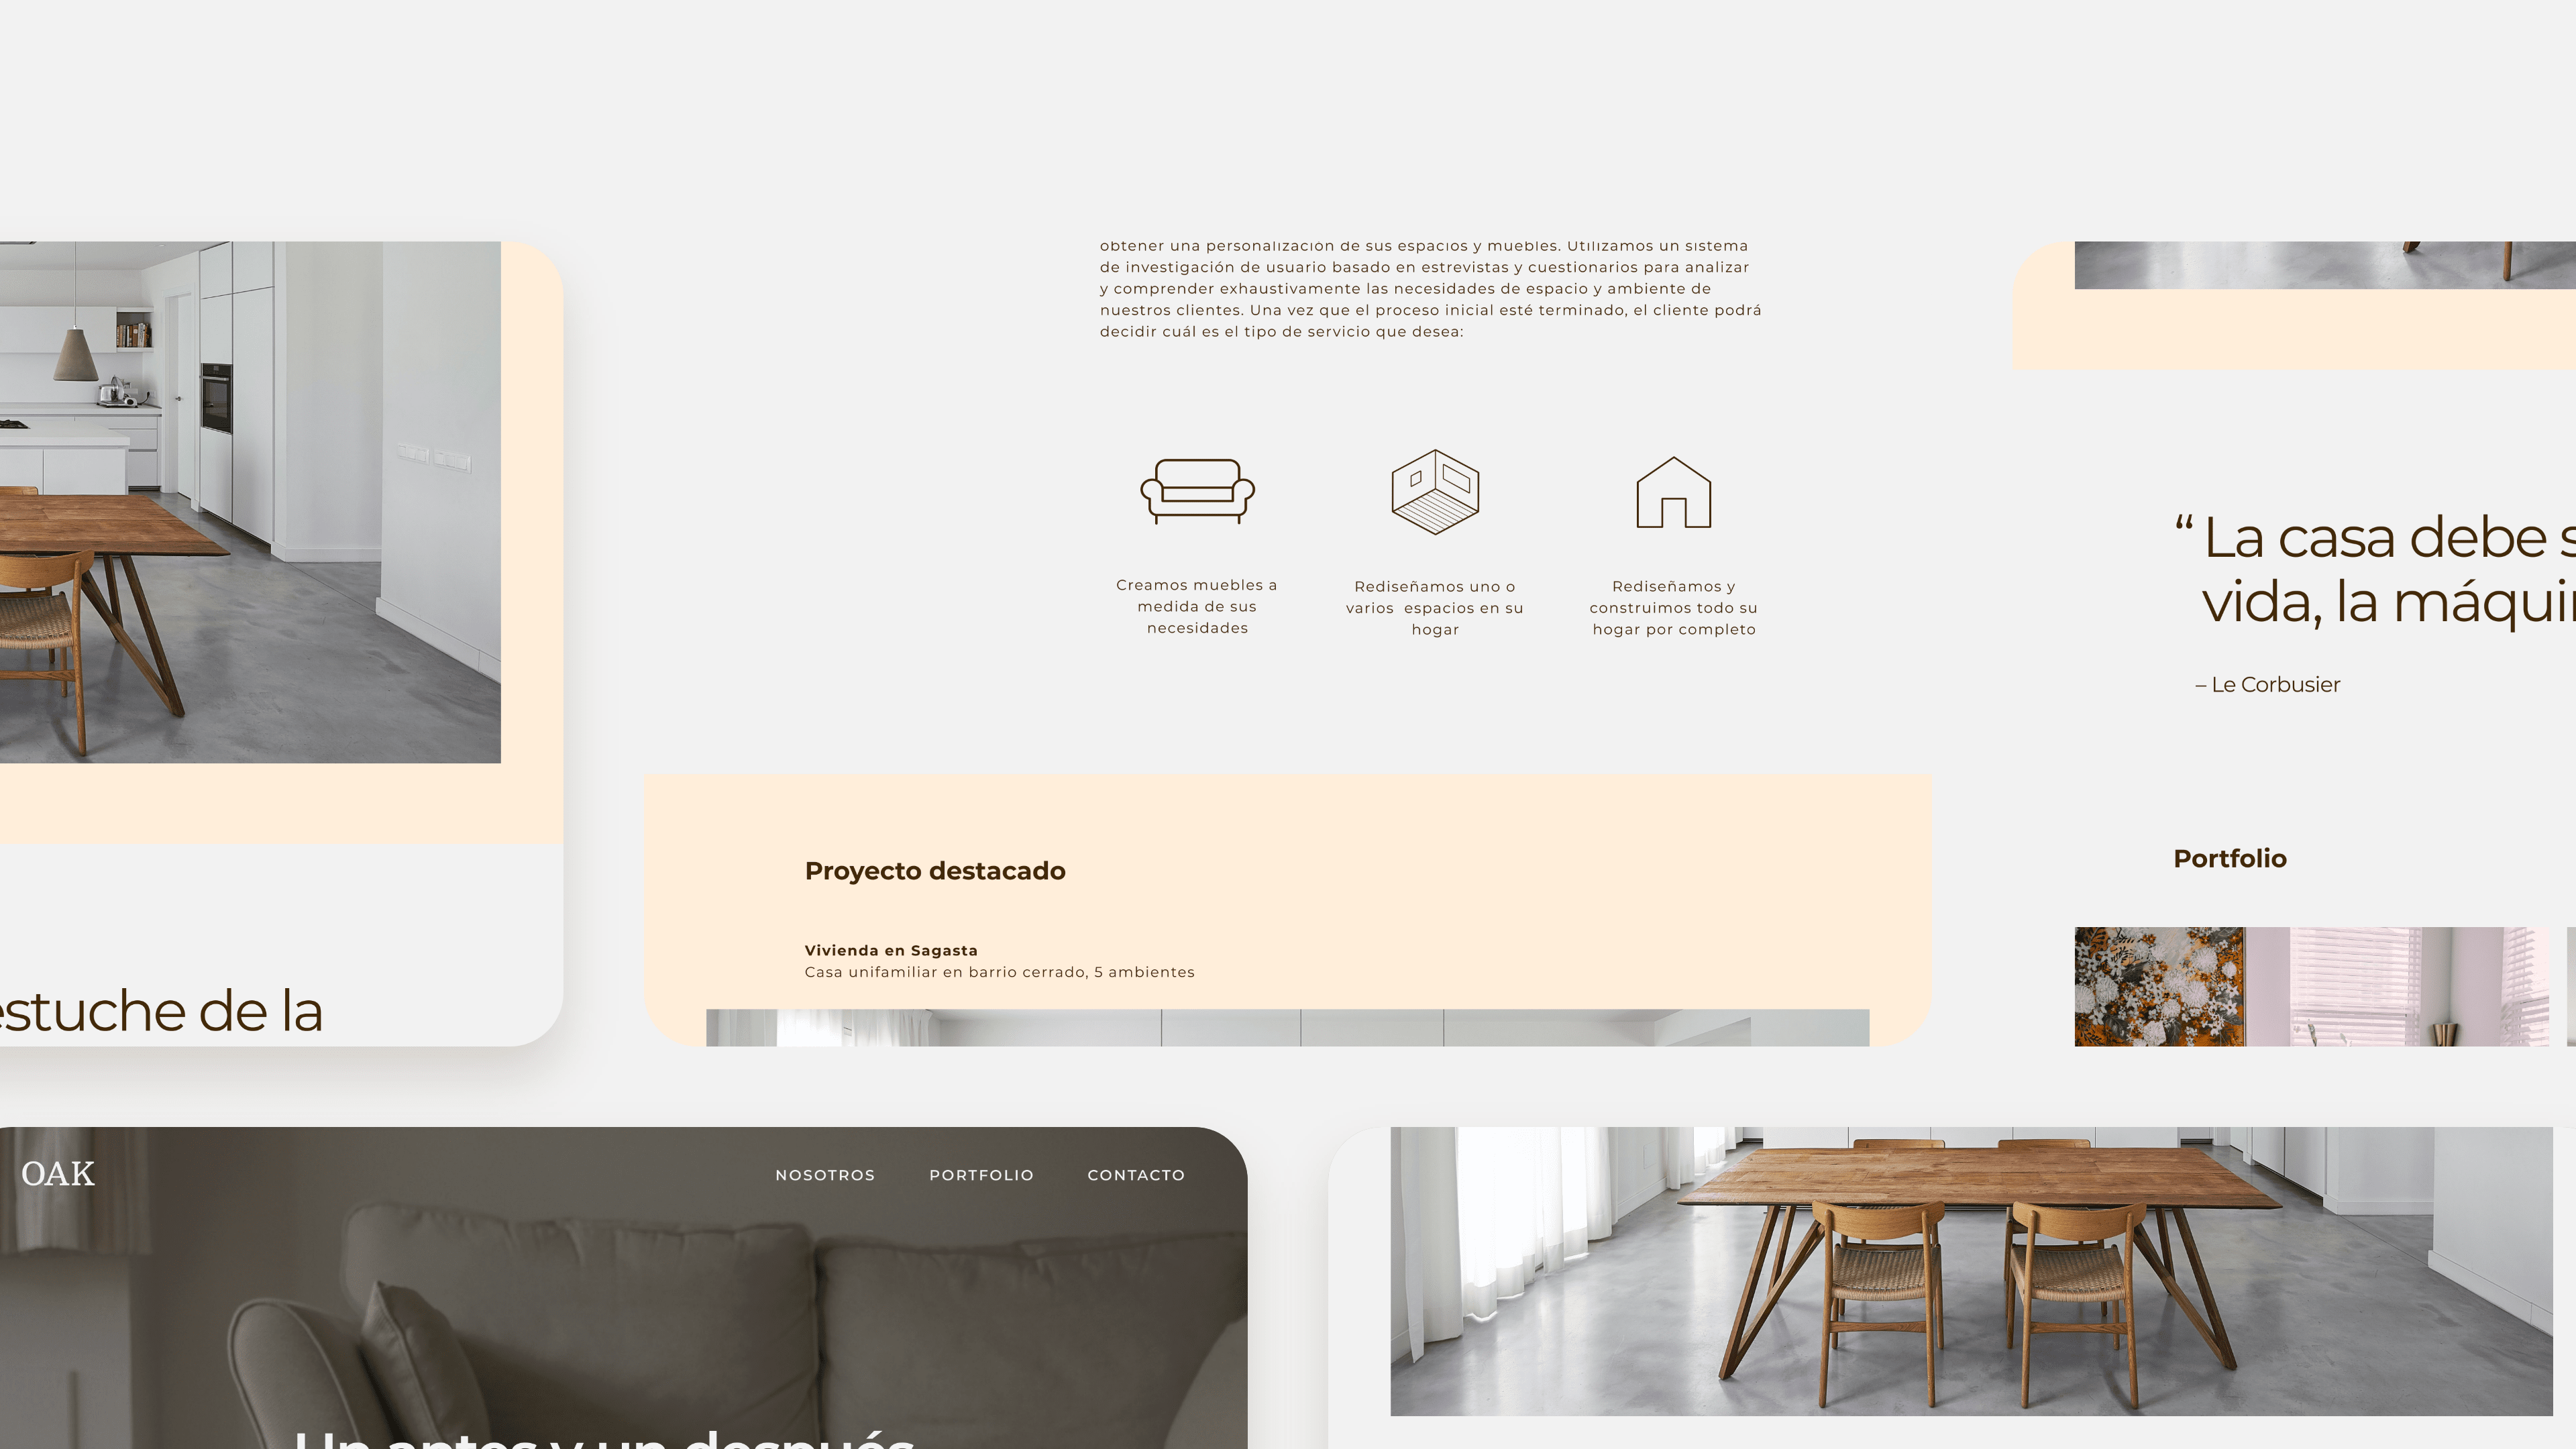 obtener una personalización de sus espacios y muebles. Utilizamos un sistema
de investigación de usuario basado en estrevistas y cuestionarios para analizar
y comprender exhaustivamente las necesidades de espacio y ambiente de
nuestros clientes. Una vez que el proceso inicial esté terminado, el cliente podrá
decidir cuál es el tipo de servicio que desea:
Creamos muebles a
medida de sus
necesidades
Rediseñamos uno o
varios espacios en su
hogar
Rediseñamos y
construimos todo su
hogar por completo
“La casa debe s
vida, la máqui
– Le Corbusier
Proyecto destacado
Vivienda en Sagasta
Casa unifamiliar en barrio cerrado, 5 ambientes
Portfolio
estuche de la
OAK
NOSOTROS PORTFOLIO CONTACTO
Un antes y un después